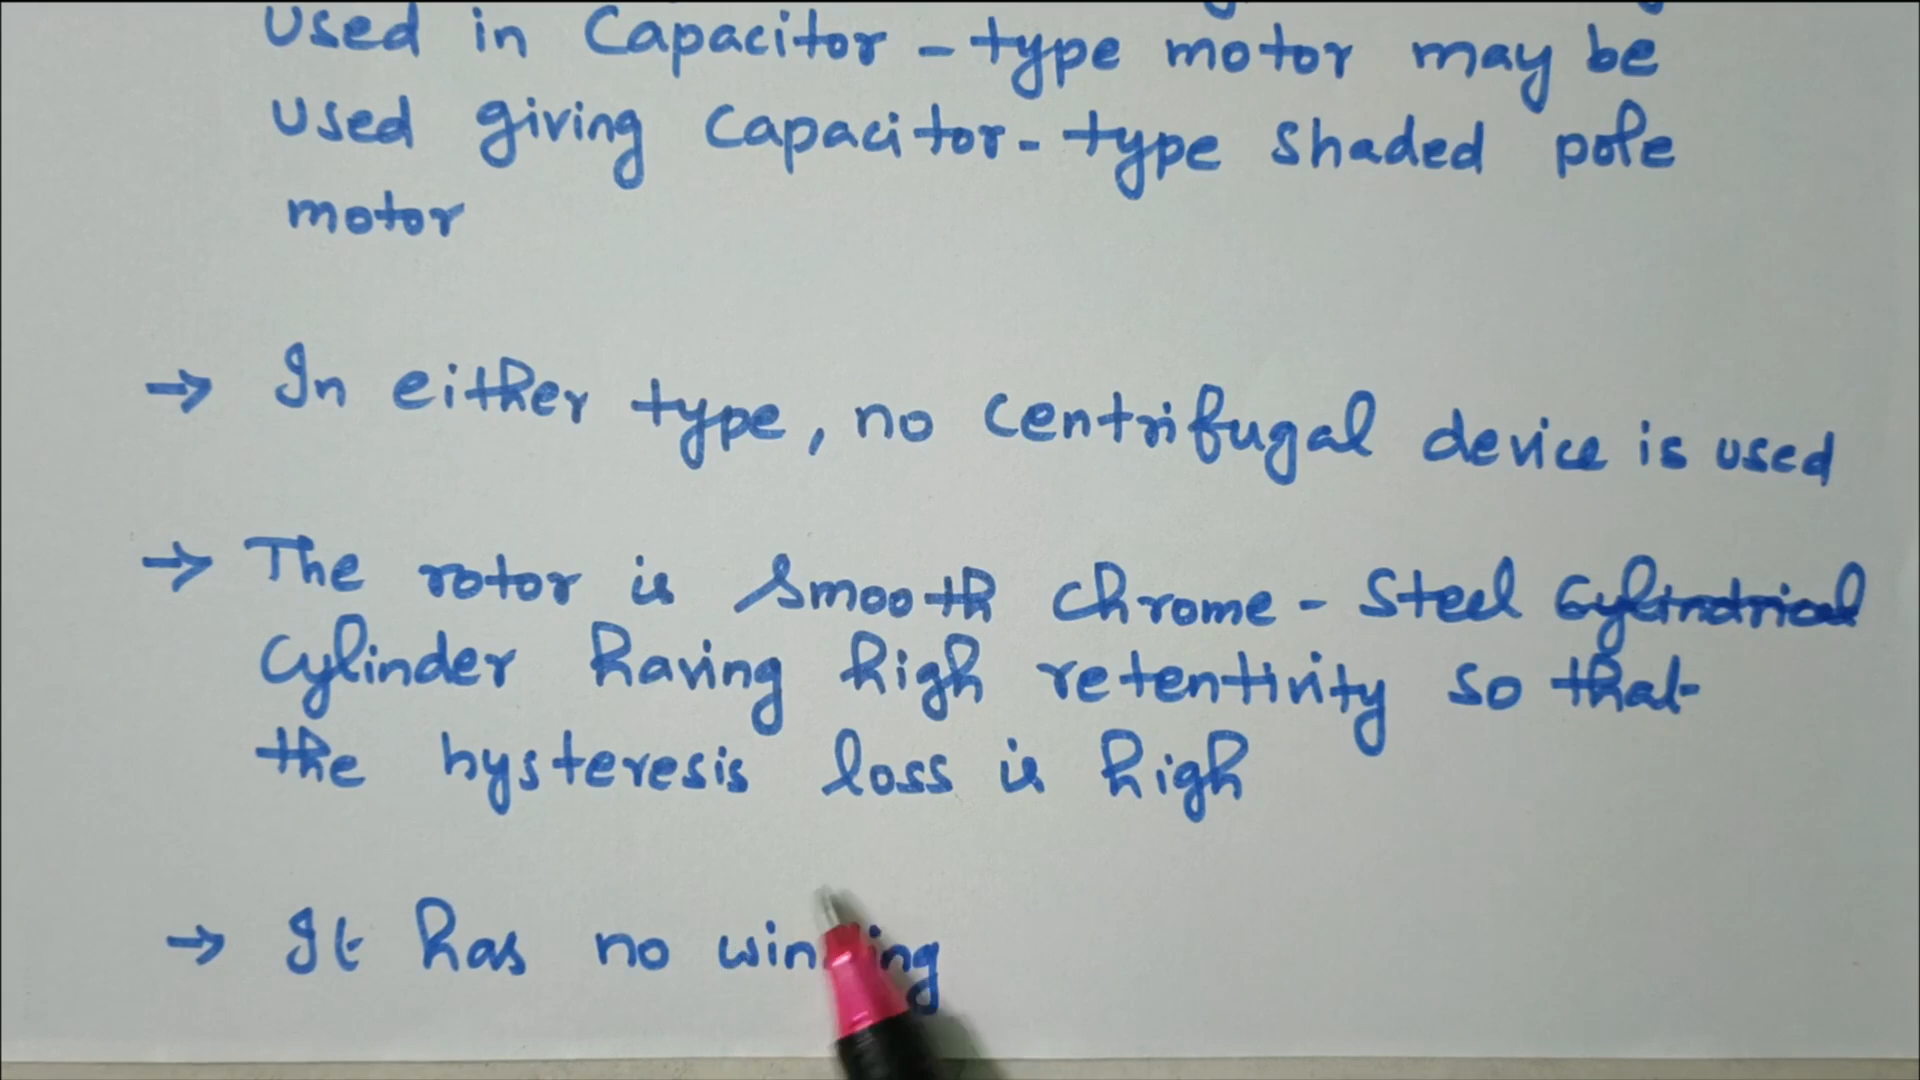 Used in Capacitor-type motor may be
used giving capacitor-type shaded pole
motor
→ In either type, no centrifugal device is used
→ The rotor is smooth chrome-steel cylindrical
cylinder having high retentivity so that
the hysteresis loss is high
→ It has no